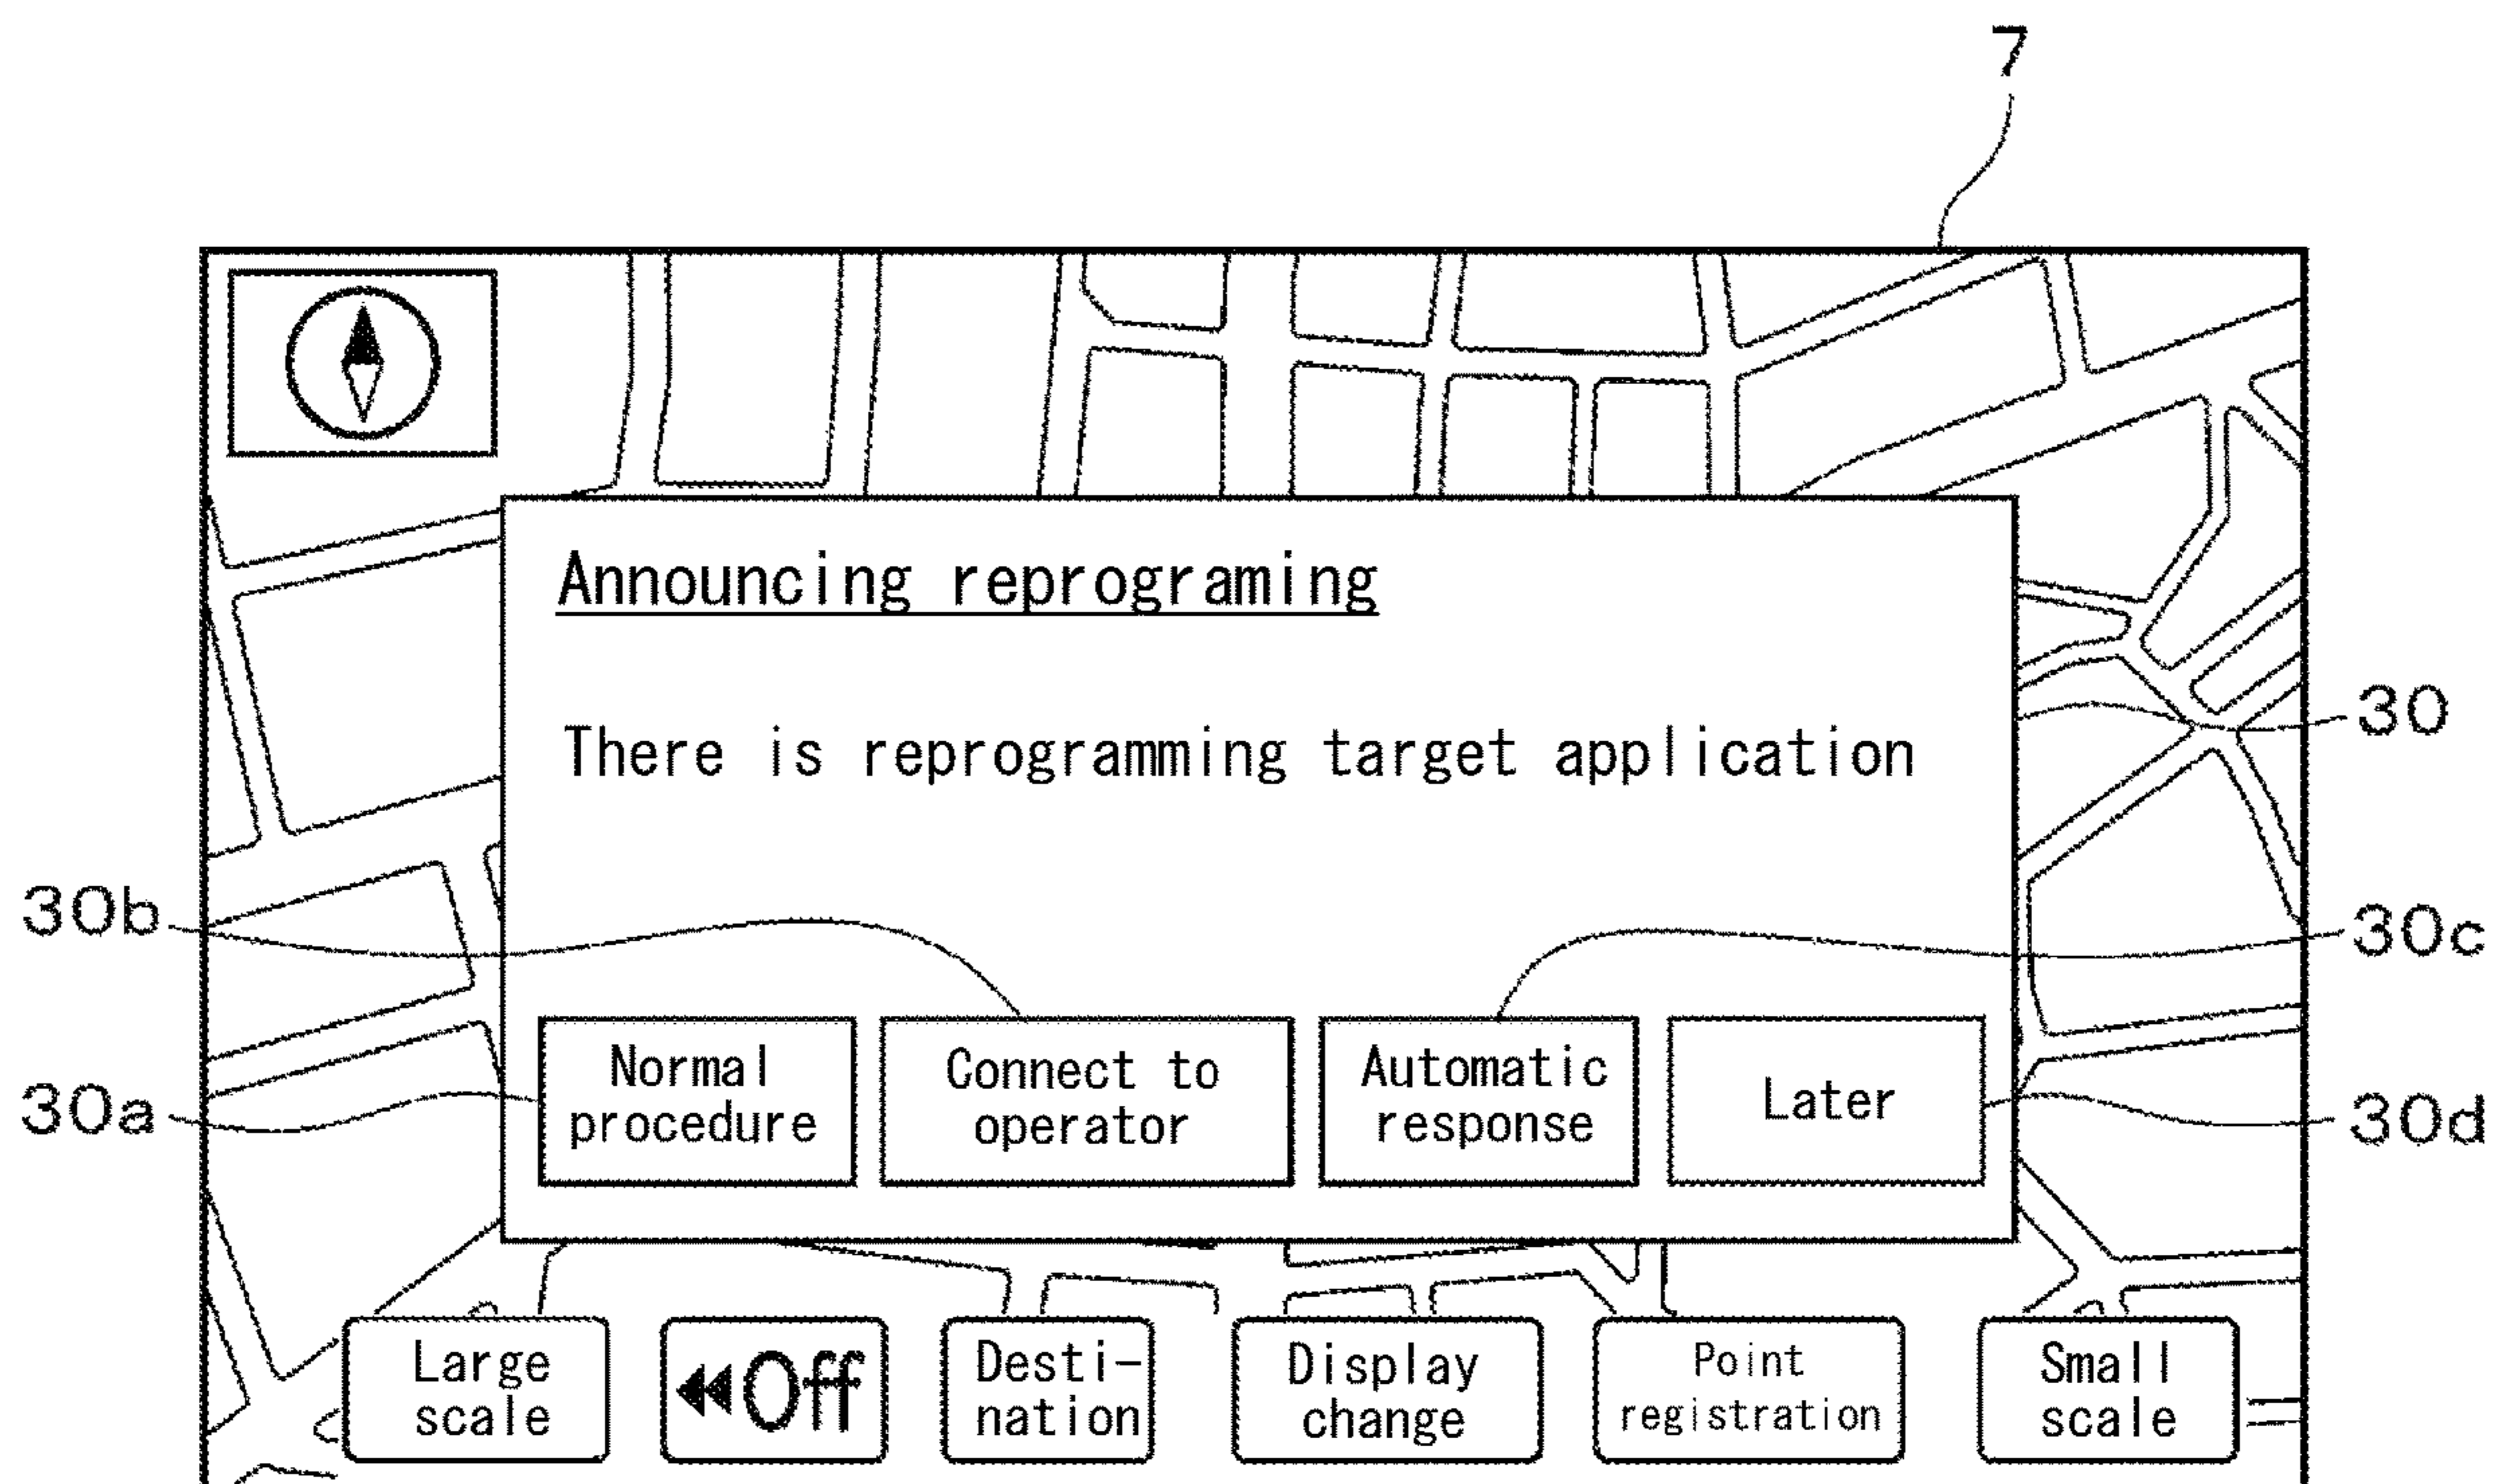 7
Announcing reprograming
There is reprogramming target application
30
30b
30c
Normal
procedure
Connect to
operator
Automatic
response
Later
30a
30d
Large
scale
Off
Desti-
nation
Display
change
Point
registration
Small
scale